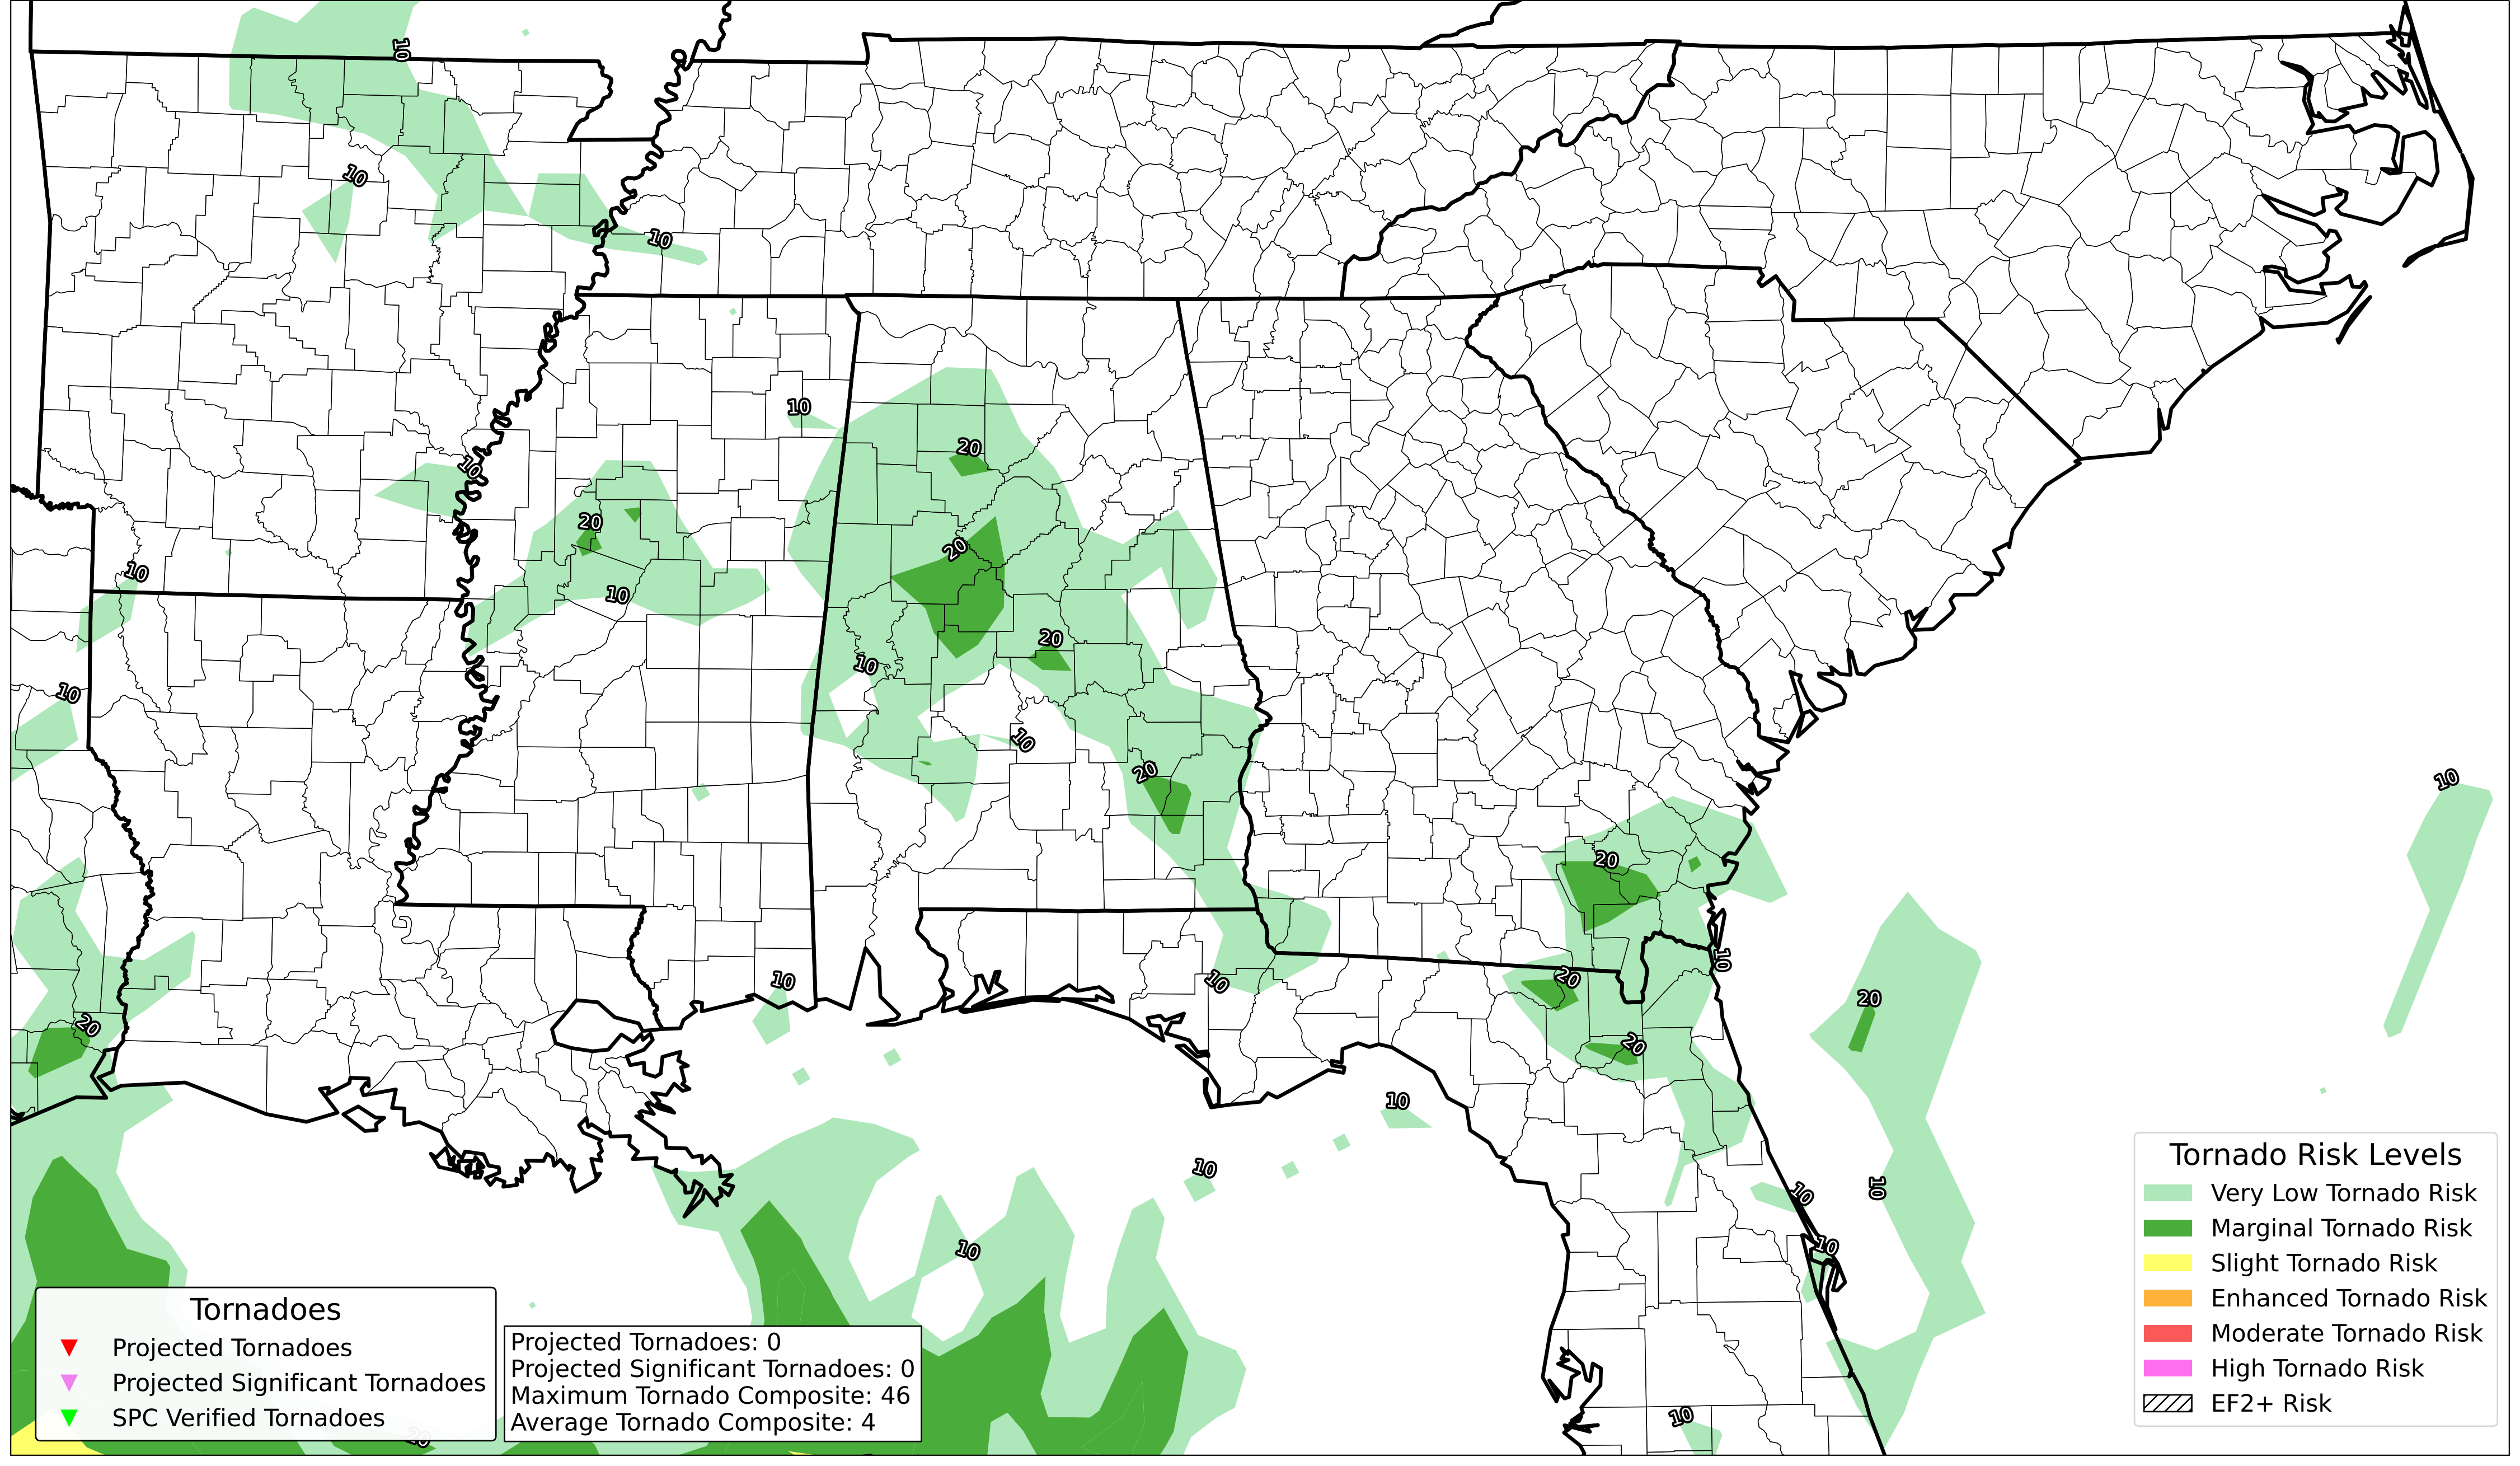 10
10
10
10
20
10
20
20
10
10
20
10
10
10
20
10
20
10
10
20
10
20
10
10
20
20
10
10
10
10
10
10
10
20
Tornado Risk Levels
Very Low Tornado Risk
Marginal Tornado Risk
Slight Tornado Risk
Enhanced Tornado Risk
Moderate Tornado Risk
High Tornado Risk
EF2+ Risk
Tornadoes
Projected Tornadoes
Projected Significant Tornadoes
SPC Verified Tornadoes
Projected Tornadoes: 0
Projected Significant Tornadoes: 0
Maximum Tornado Composite: 46
Average Tornado Composite: 4